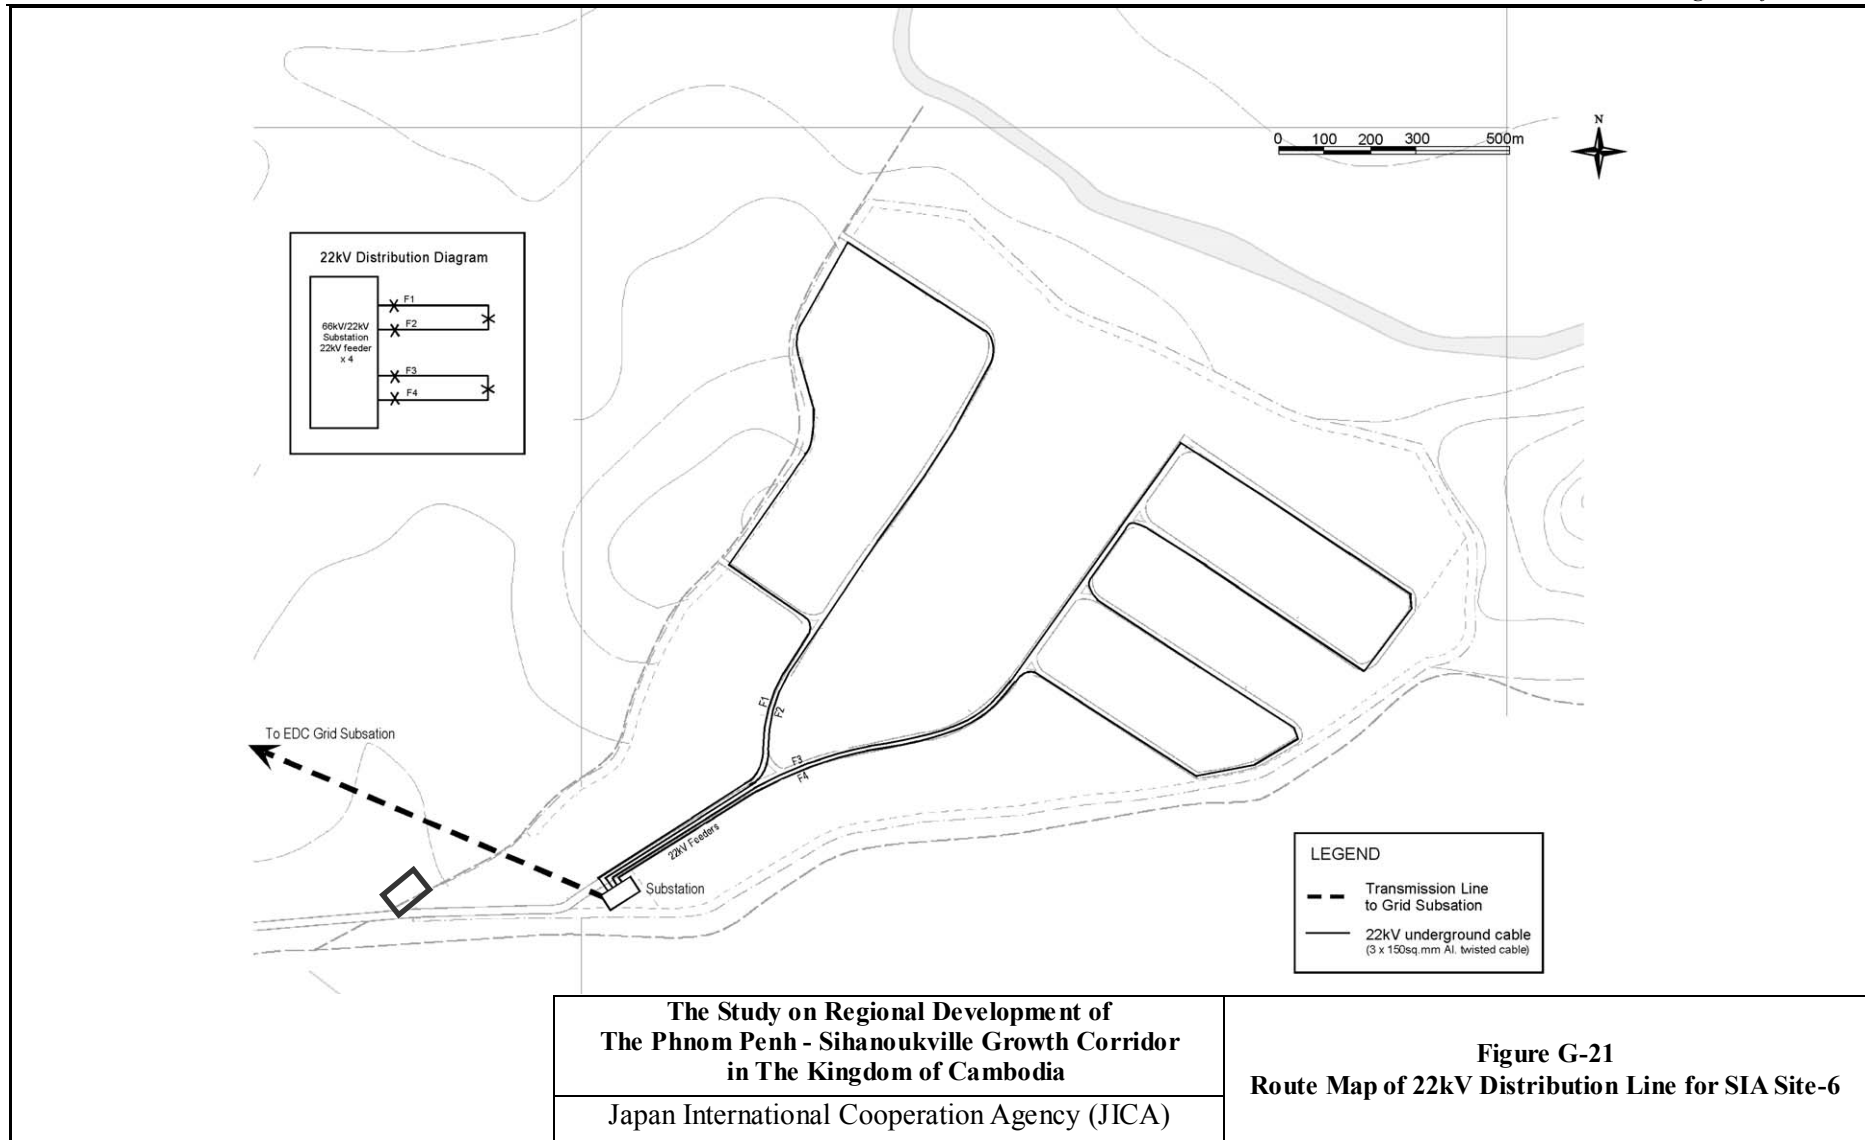 0 100 200 300 500m
N
22kV Distribution Diagram
66kV/22kV
Substation
22kV feeder
x 4
F1
F2
F3
F4
F1
F2
F3
F4
To EDC Grid Subsation
22kV Feeders
Substation
LEGEND
Transmission Line
to Grid Subsation
22kV underground cable
(3 x 150sq.mm Al. twisted cable)
The Study on Regional Development of
The Phnom Penh - Sihanoukville Growth Corridor
in The Kingdom of Cambodia
Japan International Cooperation Agency (JICA)
Figure G-21
Route Map of 22kV Distribution Line for SIA Site-6